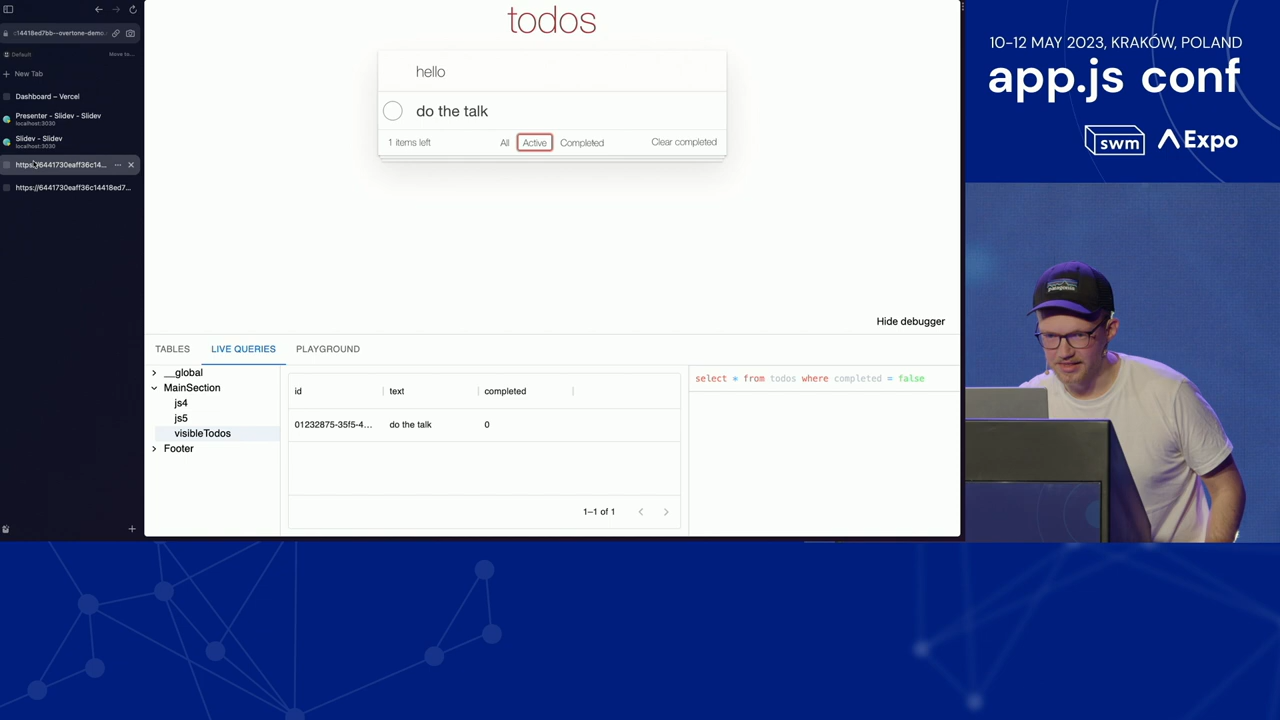 14418ed7bb--overtone-demo.
Default
Move to...
New Tab
Dashboard – Vercel
Presenter - Slidev - Slidev
localhost:3030
Slidev - Slidev
localhost:3030
https://6441730eaff36c14...
https://6441730eaff36c14418ed7...
todos
hello
do the talk
1 items left
All
Active
Completed
Clear completed
Hide debugger
TABLES
LIVE QUERIES
PLAYGROUND
__global
MainSection
js4
js5
visibleTodos
Footer
id
text
completed
01232875-35f5-4...
do the talk
0
1–1 of 1
select * from todos where completed = false
10-12 MAY 2023, KRAKÓW, POLAND
app.js conf
swm
Expo
patagonia